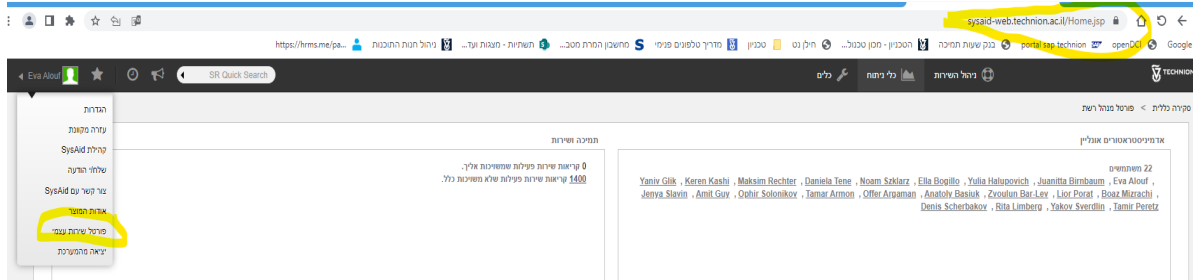 sysaid-web.technion.ac.il/Home.jsp
Google openDCI portal sap.technion בנק שעות תמיכה הטכניון - מכון טכנול... חילן נט טכניון מדריך טלפונים פנימי מחשבון המרת מטב... תשתיות - מצגות ועד... ניהול חנות התוכנות https://hrms.me/pa...
TECHNION ניהול השירות כלי ניתוח כלים SR Quick Search Eva Alouf
סקירה כללית > פורטל מנהל רשת
הגדרות
עזרה מקוונת
קהילת SysAid
שלח/י הודעה
צור קשר עם SysAid
אודות המוצר
פורטל שירות עצמי
יציאה מהמערכת
אדמיניסטראטורים אונליין
22 משתמשים
Yaniv Glik , Keren Kashi , Maksim Rechter , Daniela Tene , Noam Szklarz , Ella Bogillo , Yulia Halupovich , Juanitta Birnbaum , Eva Alouf ,
Jenya Slavin , Amit Guy , Ophir Solonikov , Tamar Armon , Offer Argaman , Anatoly Basiuk , Zvoulun Bar-Lev , Lior Porat , Boaz Mizrachi ,
Denis Scherbakov , Rita Limberg , Yakov Sverdlin , Tamir Peretz
תמיכה ושירות
0 קריאות שירות פעילות שמשויכות אליך.
1400 קריאות שירות פעילות שלא משויכות כלל.